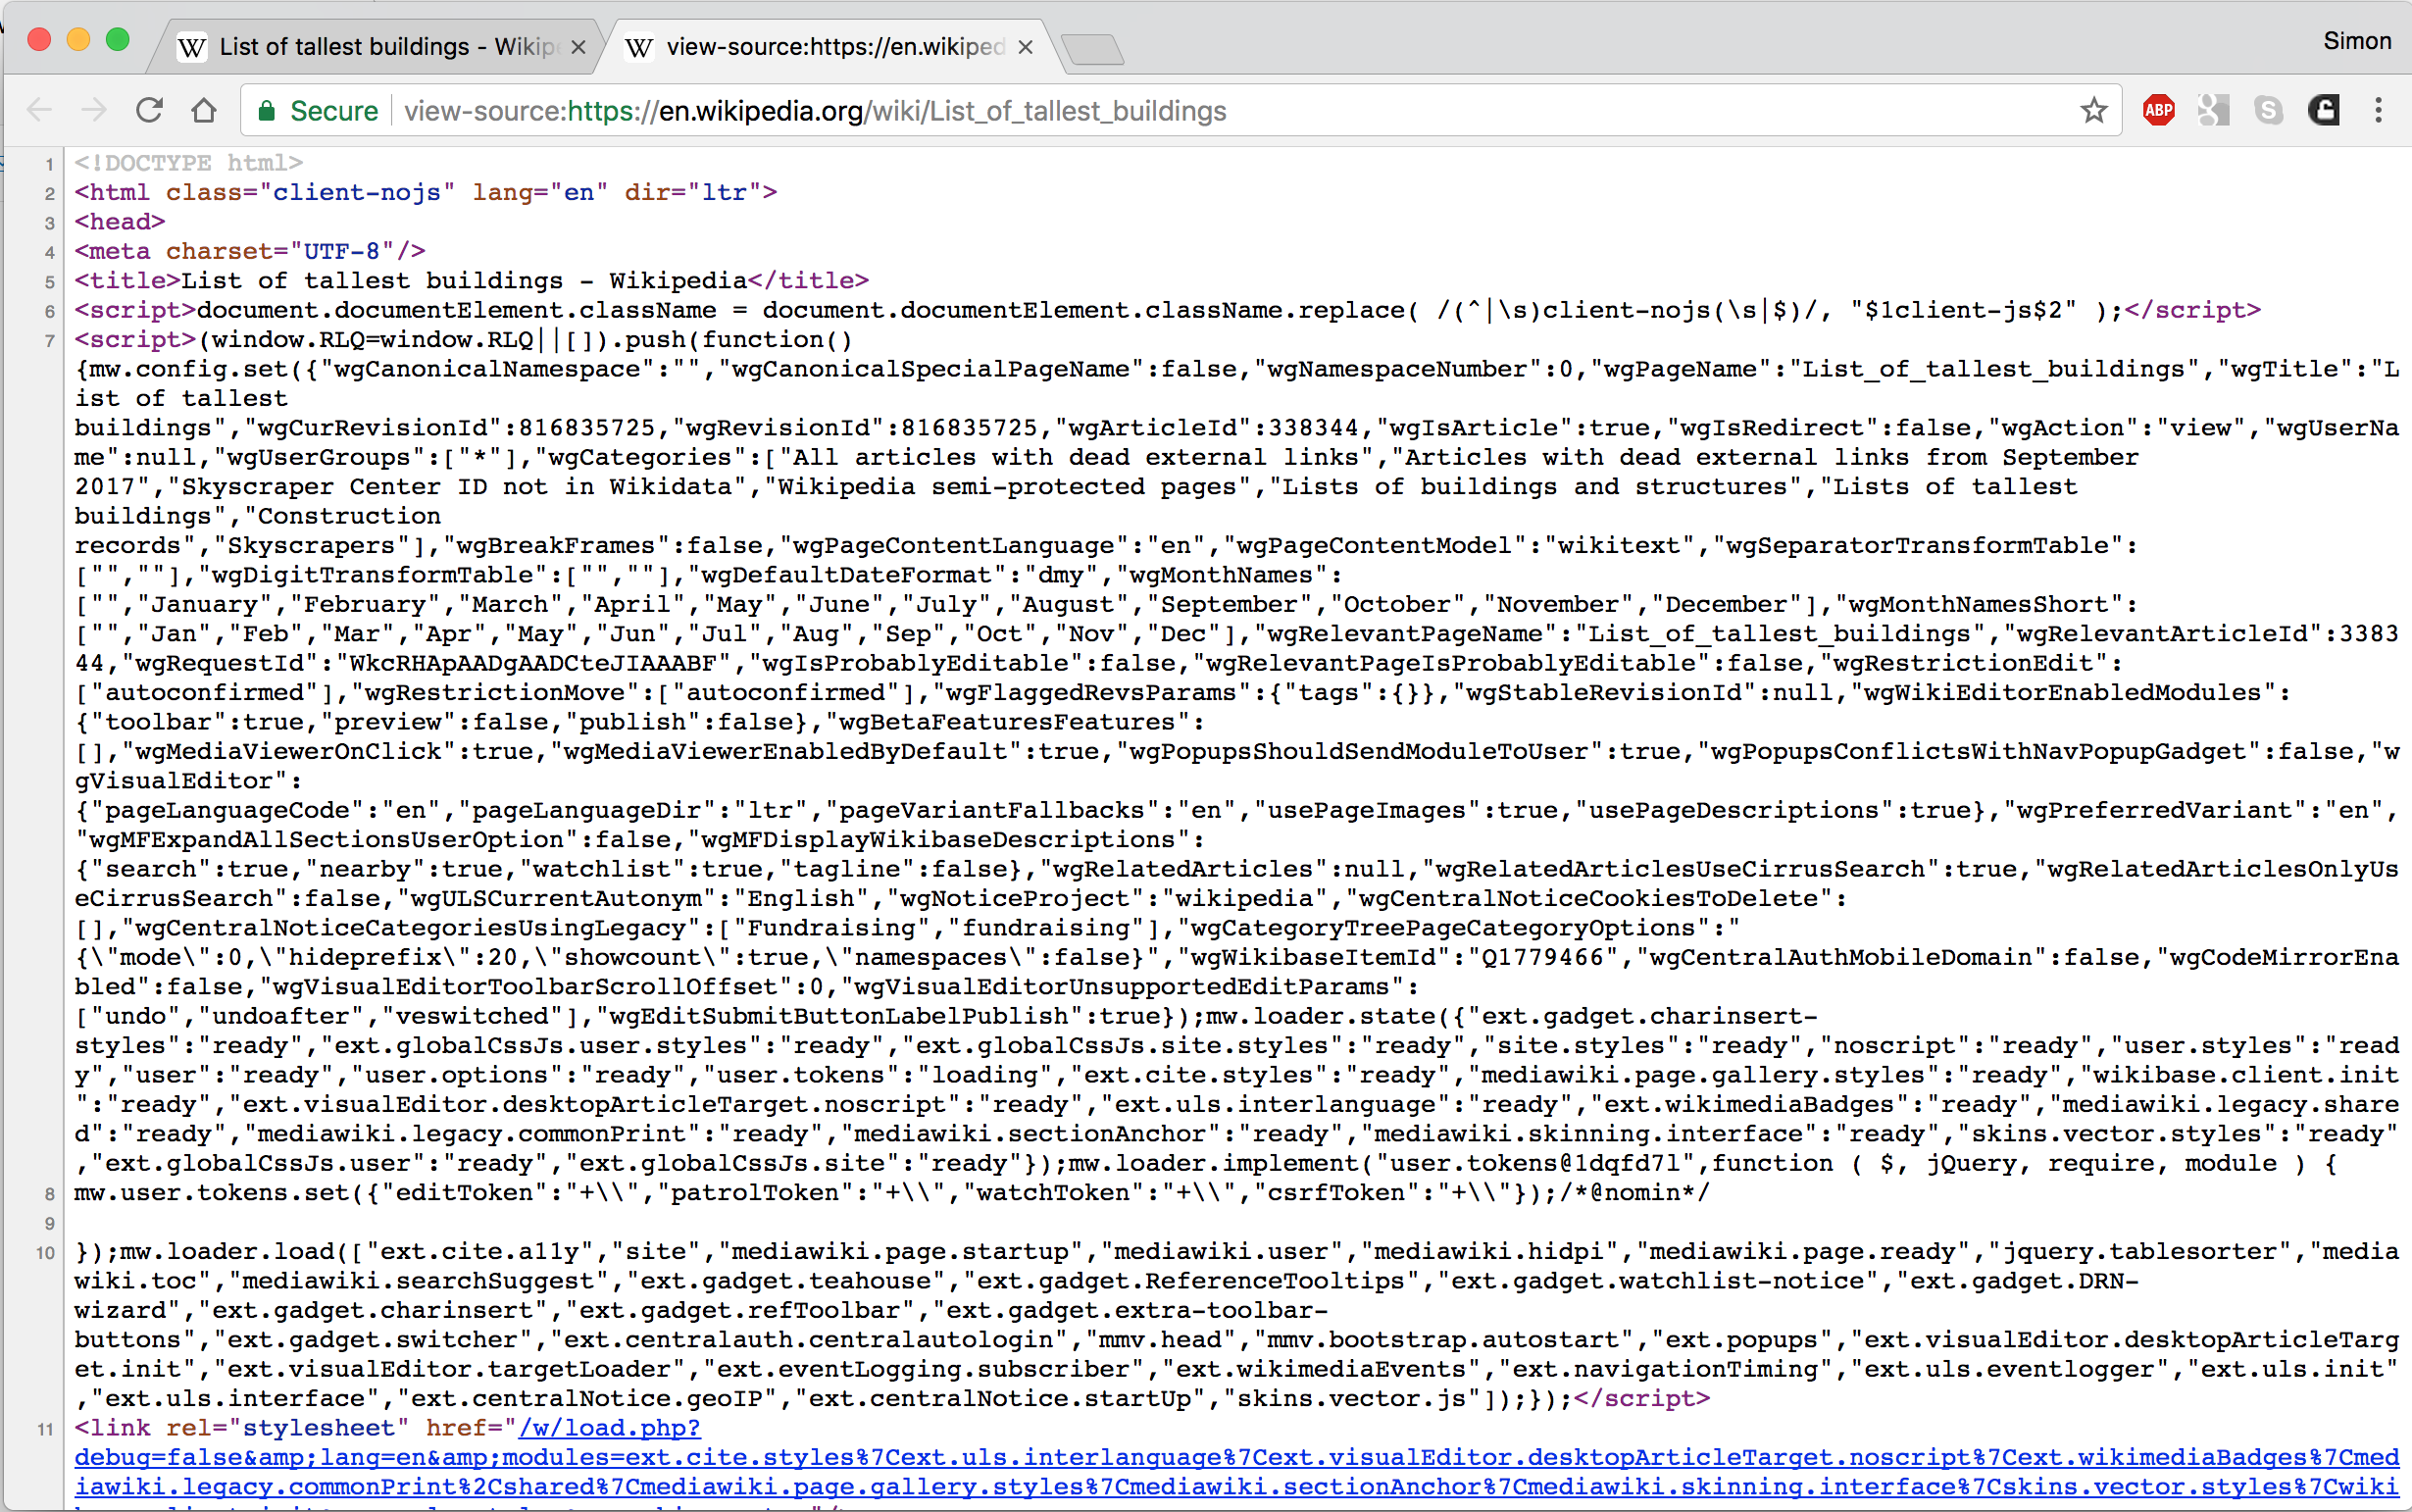 List of tallest buildings - Wikipe
view-source:https://en.wikiped
Simon
Secure
view-source:https://en.wikipedia.org/wiki/List_of_tallest_buildings
ABP
1 <!DOCTYPE html>
2 <html class="client-nojs" lang="en" dir="ltr">
3 <head>
4 <meta charset="UTF-8"/>
5 <title>List of tallest buildings - Wikipedia</title>
6 <script>document.documentElement.className = document.documentElement.className.replace( /(^|\s)client-nojs(\s|$)/, "$1client-js$2" );</script>
7 <script>(window.RLQ=window.RLQ||[]).push(function()
{mw.config.set({"wgCanonicalNamespace":"","wgCanonicalSpecialPageName":false,"wgNamespaceNumber":0,"wgPageName":"List_of_tallest_buildings","wgTitle":"L
ist of tallest
buildings","wgCurRevisionId":816835725,"wgRevisionId":816835725,"wgArticleId":338344,"wgIsArticle":true,"wgIsRedirect":false,"wgAction":"view","wgUserNa
me":null,"wgUserGroups":["*"],"wgCategories":["All articles with dead external links","Articles with dead external links from September
2017","Skyscraper Center ID not in Wikidata","Wikipedia semi-protected pages","Lists of buildings and structures","Lists of tallest
buildings","Construction
records","Skyscrapers"],"wgBreakFrames":false,"wgPageContentLanguage":"en","wgPageContentModel":"wikitext","wgSeparatorTransformTable":
["",""],"wgDigitTransformTable":["",""],"wgDefaultDateFormat":"dmy","wgMonthNames":
["","January","February","March","April","May","June","July","August","September","October","November","December"],"wgMonthNamesShort":
["","Jan","Feb","Mar","Apr","May","Jun","Jul","Aug","Sep","Oct","Nov","Dec"],"wgRelevantPageName":"List_of_tallest_buildings","wgRelevantArticleId":3383
44,"wgRequestId":"WkcRHApAADgAADCteJIAAABF","wgIsProbablyEditable":false,"wgRelevantPageIsProbablyEditable":false,"wgRestrictionEdit":
["autoconfirmed"],"wgRestrictionMove":["autoconfirmed"],"wgFlaggedRevsParams":{"tags":{}},"wgStableRevisionId":null,"wgWikiEditorEnabledModules":
{"toolbar":true,"preview":false,"publish":false},"wgBetaFeaturesFeatures":
[],"wgMediaViewerOnClick":true,"wgMediaViewerEnabledByDefault":true,"wgPopupsShouldSendModuleToUser":true,"wgPopupsConflictsWithNavPopupGadget":false,"w
gVisualEditor":
{"pageLanguageCode":"en","pageLanguageDir":"ltr","pageVariantFallbacks":"en","usePageImages":true,"usePageDescriptions":true},"wgPreferredVariant":"en",
"wgMFExpandAllSectionsUserOption":false,"wgMFDisplayWikibaseDescriptions":
{"search":true,"nearby":true,"watchlist":true,"tagline":false},"wgRelatedArticles":null,"wgRelatedArticlesUseCirrusSearch":true,"wgRelatedArticlesOnlyUs
eCirrusSearch":false,"wgULSCurrentAutonym":"English","wgNoticeProject":"wikipedia","wgCentralNoticeCookiesToDelete":
[],"wgCentralNoticeCategoriesUsingLegacy":["Fundraising","fundraising"],"wgCategoryTreePageCategoryOptions":"
{\"mode\":0,\"hideprefix\":20,\"showcount\":true,\"namespaces\":false}","wgWikibaseItemId":"Q1779466","wgCentralAuthMobileDomain":false,"wgCodeMirrorEna
bled":false,"wgVisualEditorToolbarScrollOffset":0,"wgVisualEditorUnsupportedEditParams":
["undo","undoafter","veswitched"],"wgEditSubmitButtonLabelPublish":true});mw.loader.state({"ext.gadget.charinsert-
styles":"ready","ext.globalCssJs.user.styles":"ready","ext.globalCssJs.site.styles":"ready","site.styles":"ready","noscript":"ready","user.styles":"read
y","user":"ready","user.options":"ready","user.tokens":"loading","ext.cite.styles":"ready","mediawiki.page.gallery.styles":"ready","wikibase.client.init
":"ready","ext.visualEditor.desktopArticleTarget.noscript":"ready","ext.uls.interlanguage":"ready","ext.wikimediaBadges":"ready","mediawiki.legacy.share
d":"ready","mediawiki.legacy.commonPrint":"ready","mediawiki.sectionAnchor":"ready","mediawiki.skinning.interface":"ready","skins.vector.styles":"ready"
,"ext.globalCssJs.user":"ready","ext.globalCssJs.site":"ready"});mw.loader.implement("user.tokens@1dqfd7l",function ( $, jQuery, require, module ) {
8 mw.user.tokens.set({"editToken":"+\\","patrolToken":"+\\","watchToken":"+\\","csrfToken":"+\\"});/*@nomin*/
9
10 });mw.loader.load(["ext.cite.a11y","site","mediawiki.page.startup","mediawiki.user","mediawiki.hidpi","mediawiki.page.ready","jquery.tablesorter","media
wiki.toc","mediawiki.searchSuggest","ext.gadget.teahouse","ext.gadget.ReferenceTooltips","ext.gadget.watchlist-notice","ext.gadget.DRN-
wizard","ext.gadget.charinsert","ext.gadget.refToolbar","ext.gadget.extra-toolbar-
buttons","ext.gadget.switcher","ext.centralauth.centralautologin","mmv.head","mmv.bootstrap.autostart","ext.popups","ext.visualEditor.desktopArticleTarg
et.init","ext.visualEditor.targetLoader","ext.eventLogging.subscriber","ext.wikimediaEvents","ext.navigationTiming","ext.uls.eventlogger","ext.uls.init"
,"ext.uls.interface","ext.centralNotice.geoIP","ext.centralNotice.startUp","skins.vector.js"]);});</script>
11 <link rel="stylesheet" href="/w/load.php?
debug=false&amp;lang=en&amp;modules=ext.cite.styles%7Cext.uls.interlanguage%7Cext.visualEditor.desktopArticleTarget.noscript%7Cext.wikimediaBadges%7Cmed
iawiki.legacy.commonPrint%2Cshared%7Cmediawiki.page.gallery.styles%7Cmediawiki.sectionAnchor%7Cmediawiki.skinning.interface%7Cskins.vector.styles%7Cwiki